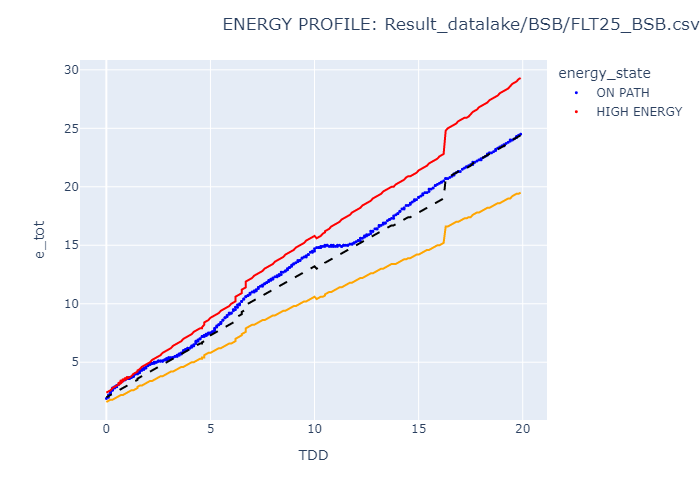 ENERGY PROFILE: Result_datalake/BSB/FLT25_BSB.csv
energy_state
ON PATH
HIGH ENERGY
e_tot
30
25
20
15
10
5
0
5
10
15
20
TDD